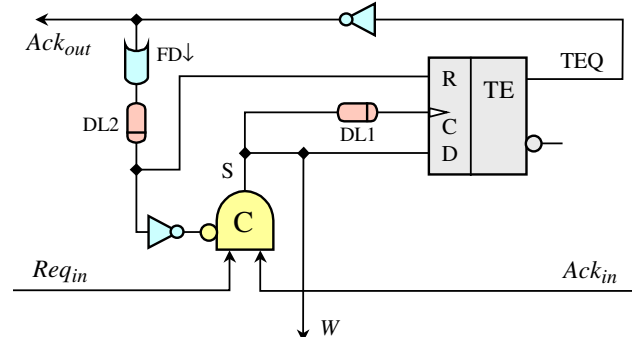 Ack_out
FD↓
TEQ
R
TE
DL2
DL1
C
D
S
C
Req_in
Ack_in
W